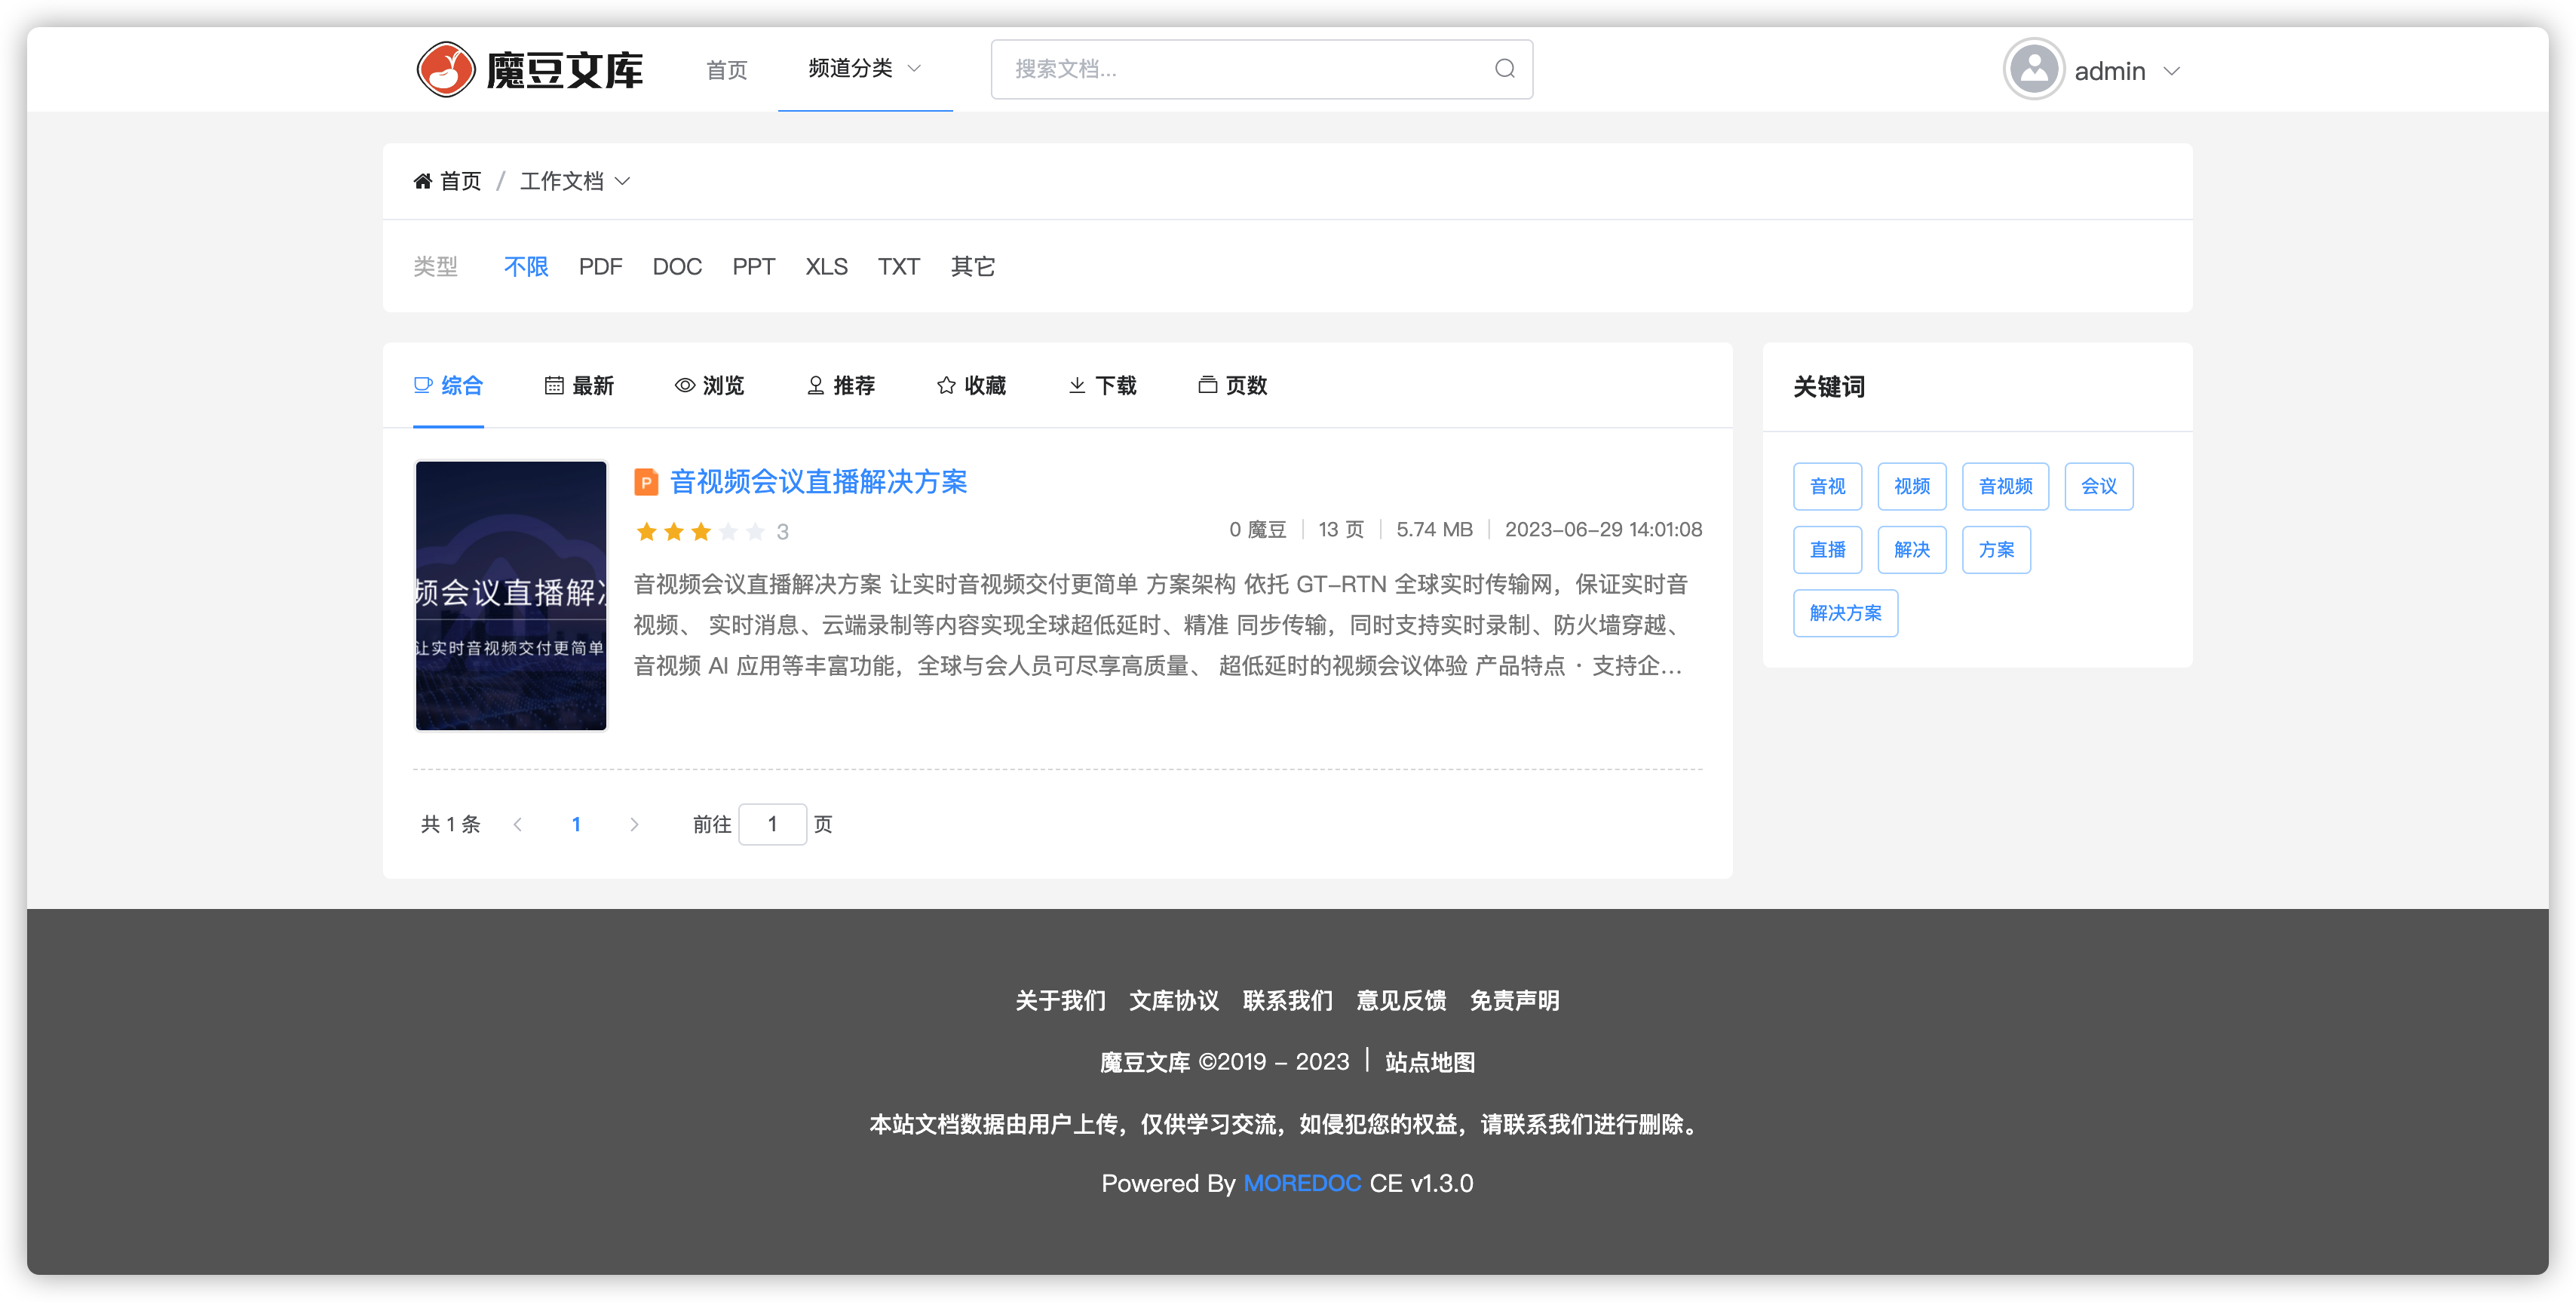 魔豆文库 首页 频道分类 搜索文档... admin
首页 / 工作文档
类型 不限 PDF DOC PPT XLS TXT 其它
综合 最新 浏览 推荐 收藏 下载 页数
P 音视频会议直播解决方案
3 0 魔豆 13 页 5.74 MB 2023-06-29 14:01:08
音视频会议直播解决方案 让实时音视频交付更简单 方案架构 依托 GT-RTN 全球实时传输网，保证实时音
视频、 实时消息、云端录制等内容实现全球超低延时、精准 同步传输，同时支持实时录制、防火墙穿越、
音视频 AI 应用等丰富功能，全球与会人员可尽享高质量、 超低延时的视频会议体验 产品特点 · 支持企...
频会议直播解
让实时音视频交付更简单
共 1 条 1 前往 1 页
关键词
音视 视频 音视频 会议
直播 解决 方案
解决方案
关于我们 文库协议 联系我们 意见反馈 免责声明
魔豆文库 ©2019 - 2023 | 站点地图
本站文档数据由用户上传，仅供学习交流，如侵犯您的权益，请联系我们进行删除。
Powered By MOREDOC CE v1.3.0